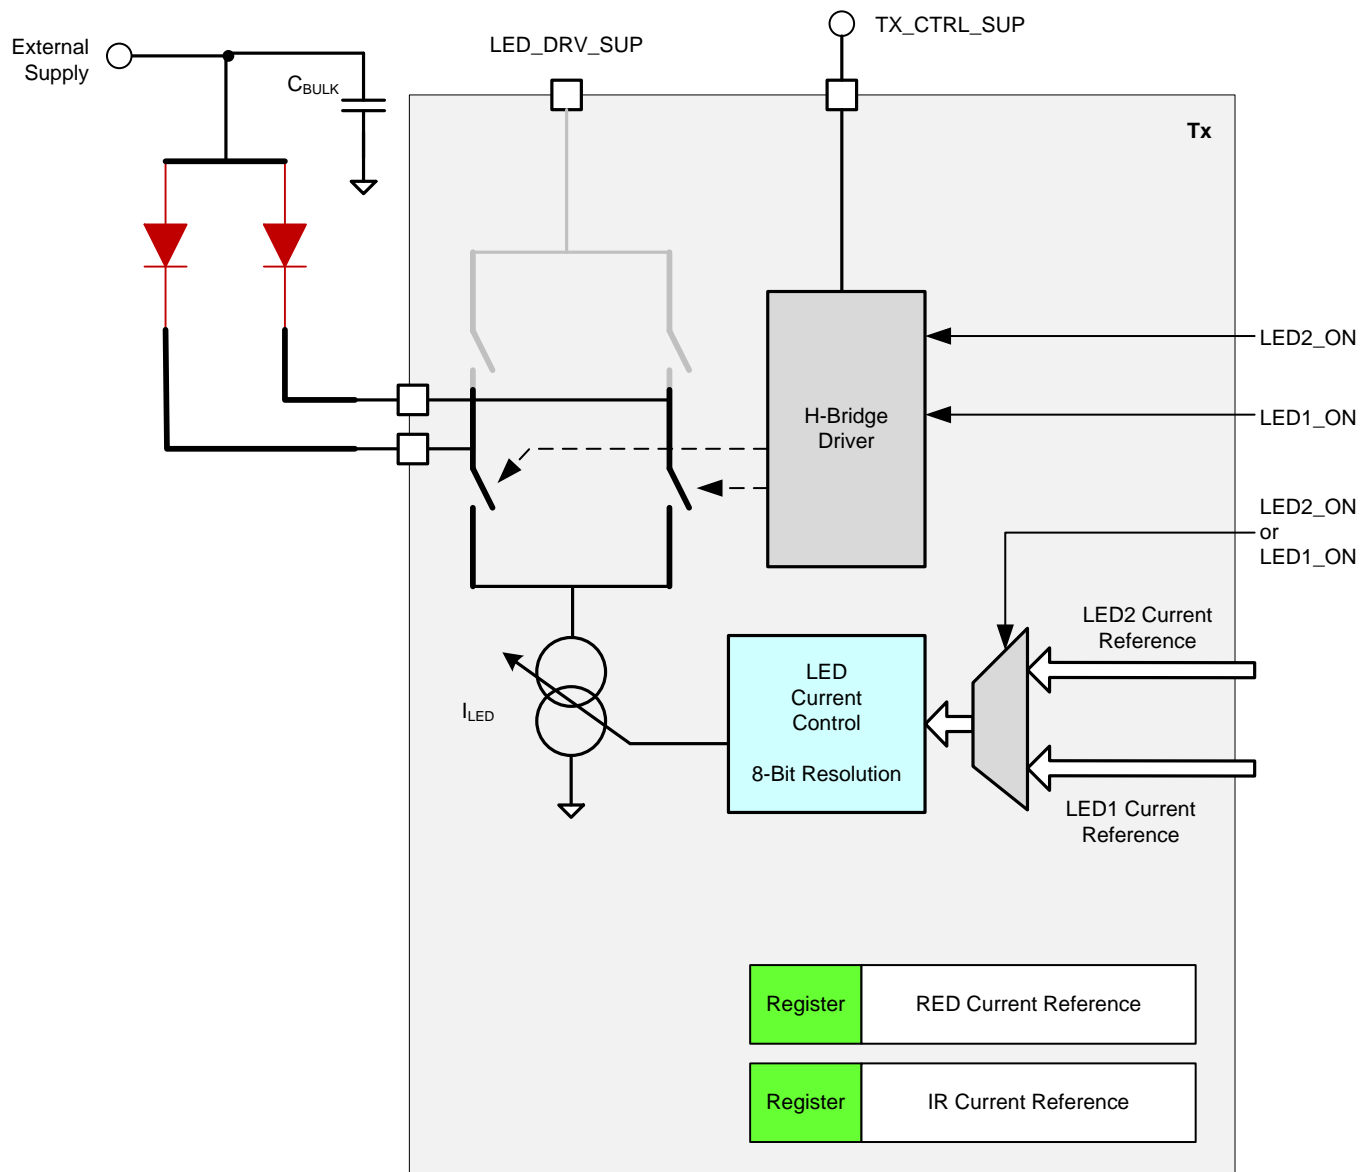 TX_CTRL_SUP
External
Supply
LED_DRV_SUP
CBULK
Tx
LED2_ON
LED1_ON
H-Bridge
Driver
LED2_ON
or
LED1_ON
LED2 Current
Reference
LED
Current
Control
8-Bit Resolution
ILED
LED1 Current
Reference
Register
RED Current Reference
Register
IR Current Reference